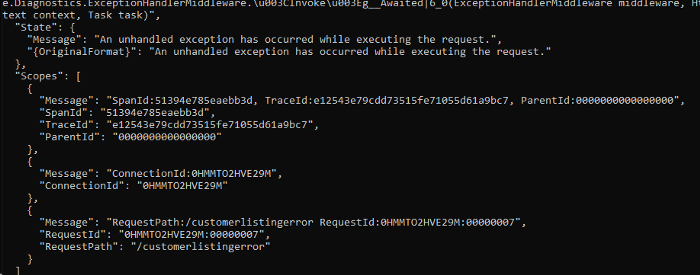 e.Diagnostics.ExceptionHandlerMiddleware.\u003CInvoke\u003Eg__Awaited|6_0(ExceptionHandlerMiddleware middleware, Ht
text context, Task task)",
"State": {
"Message": "An unhandled exception has occurred while executing the request.",
"{OriginalFormat}": "An unhandled exception has occurred while executing the request."
},
"Scopes": [
{
"Message": "SpanId:51394e785eaebb3d, TraceId:e12543e79cdd73515fe71055d61a9bc7, ParentId:0000000000000000",
"SpanId": "51394e785eaebb3d",
"TraceId": "e12543e79cdd73515fe71055d61a9bc7",
"ParentId": "0000000000000000"
},
{
"Message": "ConnectionId:0HMMTO2HVE29M",
"ConnectionId": "0HMMTO2HVE29M"
},
{
"Message": "RequestPath:/customerlistingerror RequestId:0HMMTO2HVE29M:00000007",
"RequestId": "0HMMTO2HVE29M:00000007",
"RequestPath": "/customerlistingerror"
}
]